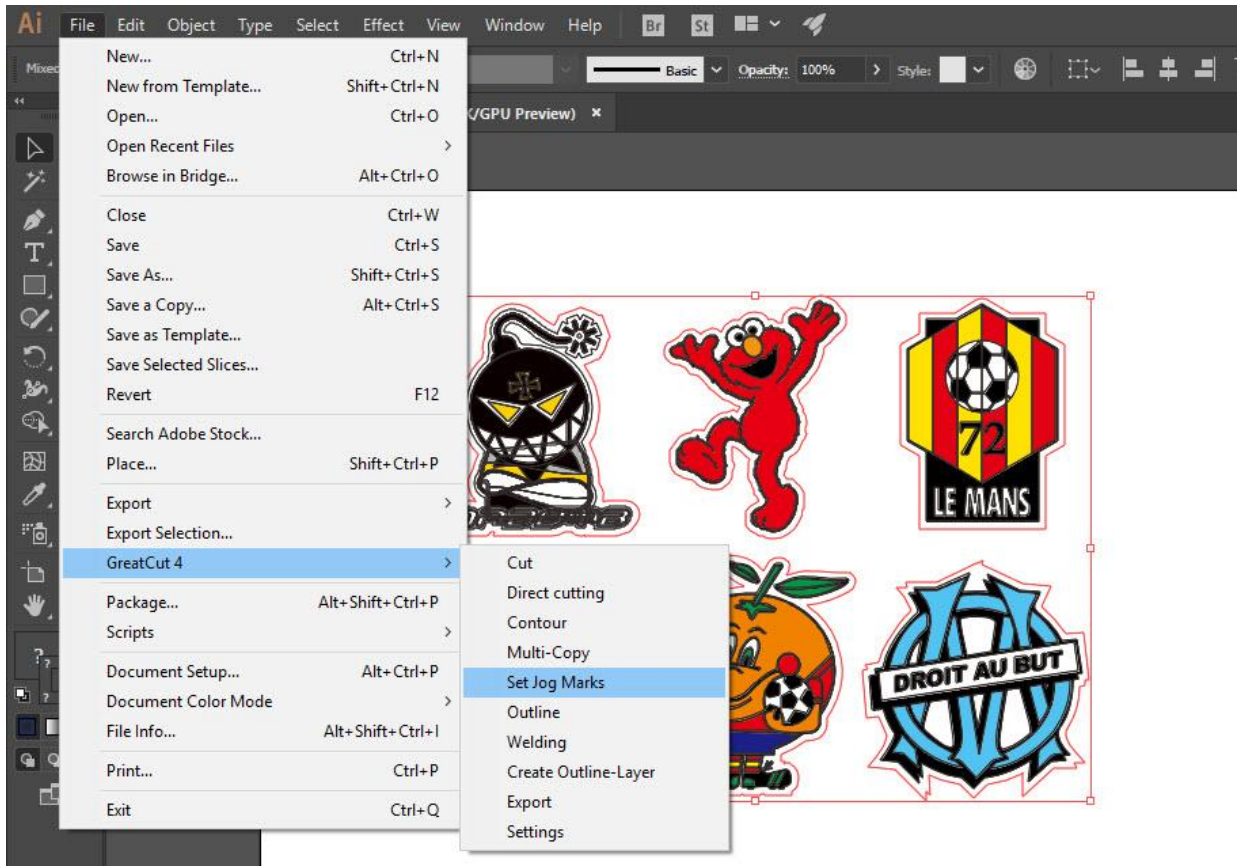 Ai File Edit Object Type Select Effect View Window Help Br St
Mixed Basic Opacity: 100% Style:
/GPU Preview) ×
New... Ctrl+N
New from Template... Shift+Ctrl+N
Open... Ctrl+O
Open Recent Files
Browse in Bridge... Alt+Ctrl+O
Close Ctrl+W
Save Ctrl+S
Save As... Shift+Ctrl+S
Save a Copy... Alt+Ctrl+S
Save as Template...
Save Selected Slices...
Revert F12
Search Adobe Stock...
Place... Shift+Ctrl+P
Export
Export Selection...
GreatCut 4
Package... Alt+Shift+Ctrl+P
Scripts
Document Setup... Alt+Ctrl+P
Document Color Mode
File Info... Alt+Shift+Ctrl+I
Print... Ctrl+P
Exit Ctrl+Q
Cut
Direct cutting
Contour
Multi-Copy
Set Jog Marks
Outline
Welding
Create Outline-Layer
Export
Settings
72
LE MANS
DROIT AU BUT